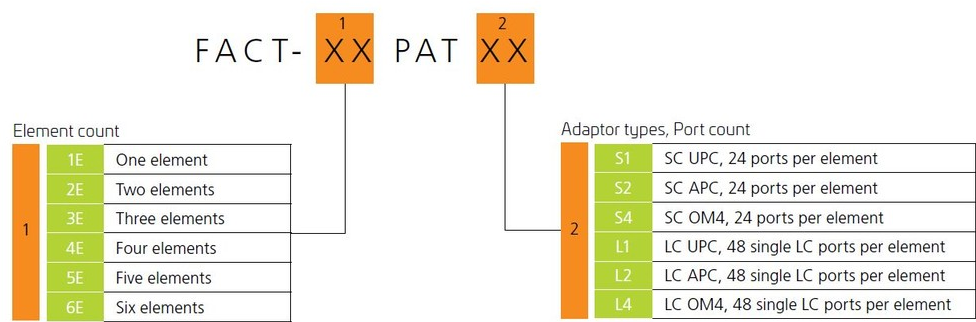 1 2
FACT- XX PAT XX
Element count
1
1E One element
2E Two elements
3E Three elements
4E Four elements
5E Five elements
6E Six elements
Adaptor types, Port count
2
S1 SC UPC, 24 ports per element
S2 SC APC, 24 ports per element
S4 SC OM4, 24 ports per element
L1 LC UPC, 48 single LC ports per element
L2 LC APC, 48 single LC ports per element
L4 LC OM4, 48 single LC ports per element